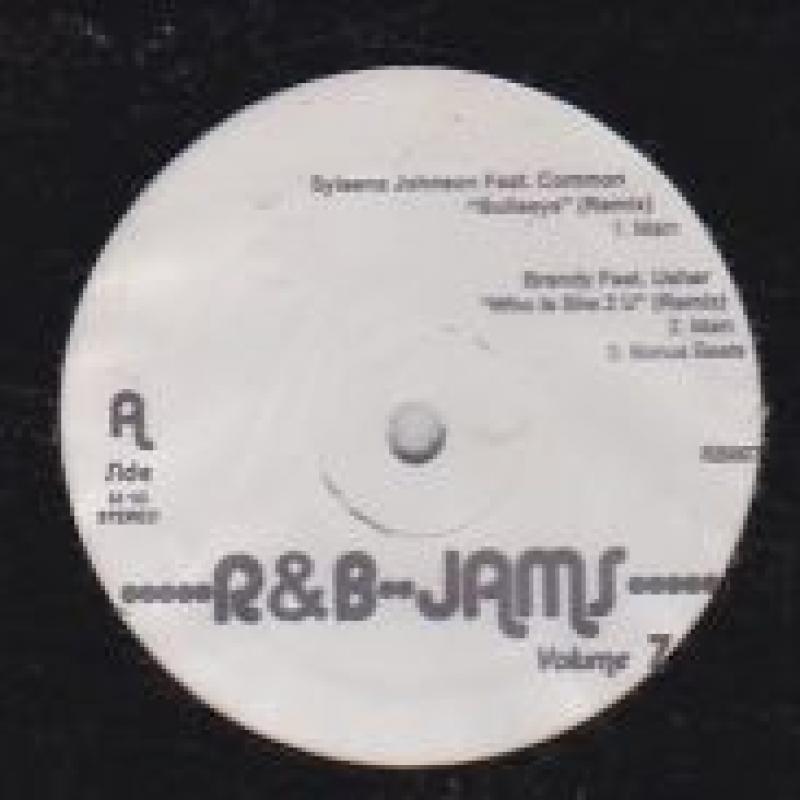 Syleena Johnson Feat. Common
"Bullseye" (Remix)
1. Main
Brandy Feat. Usher
"Who Is She 2 U" (Remix)
2. Main
3. Bonus Beats
A
Side
STEREO
R&B-JAMS
Volume 7